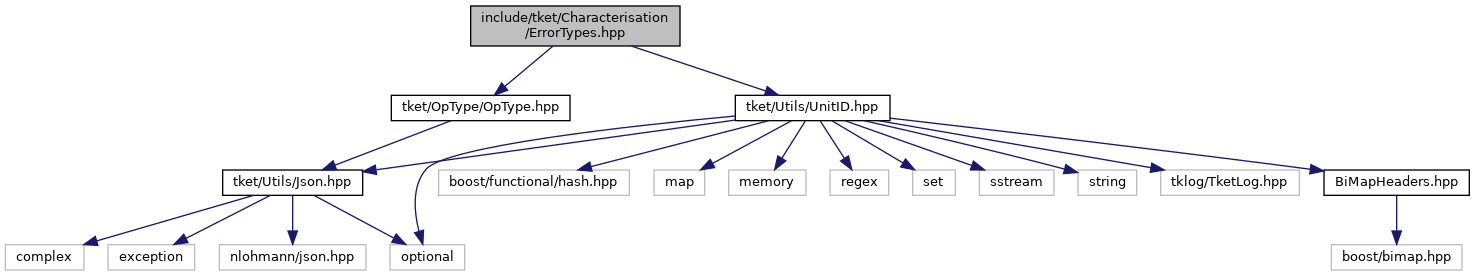 include/tket/Characterisation
/ErrorTypes.hpp
tket/OpType/OpType.hpp
tket/Utils/UnitID.hpp
tket/Utils/Json.hpp
boost/functional/hash.hpp
map
memory
regex
set
sstream
string
tklog/TketLog.hpp
BiMapHeaders.hpp
complex
exception
nlohmann/json.hpp
optional
boost/bimap.hpp